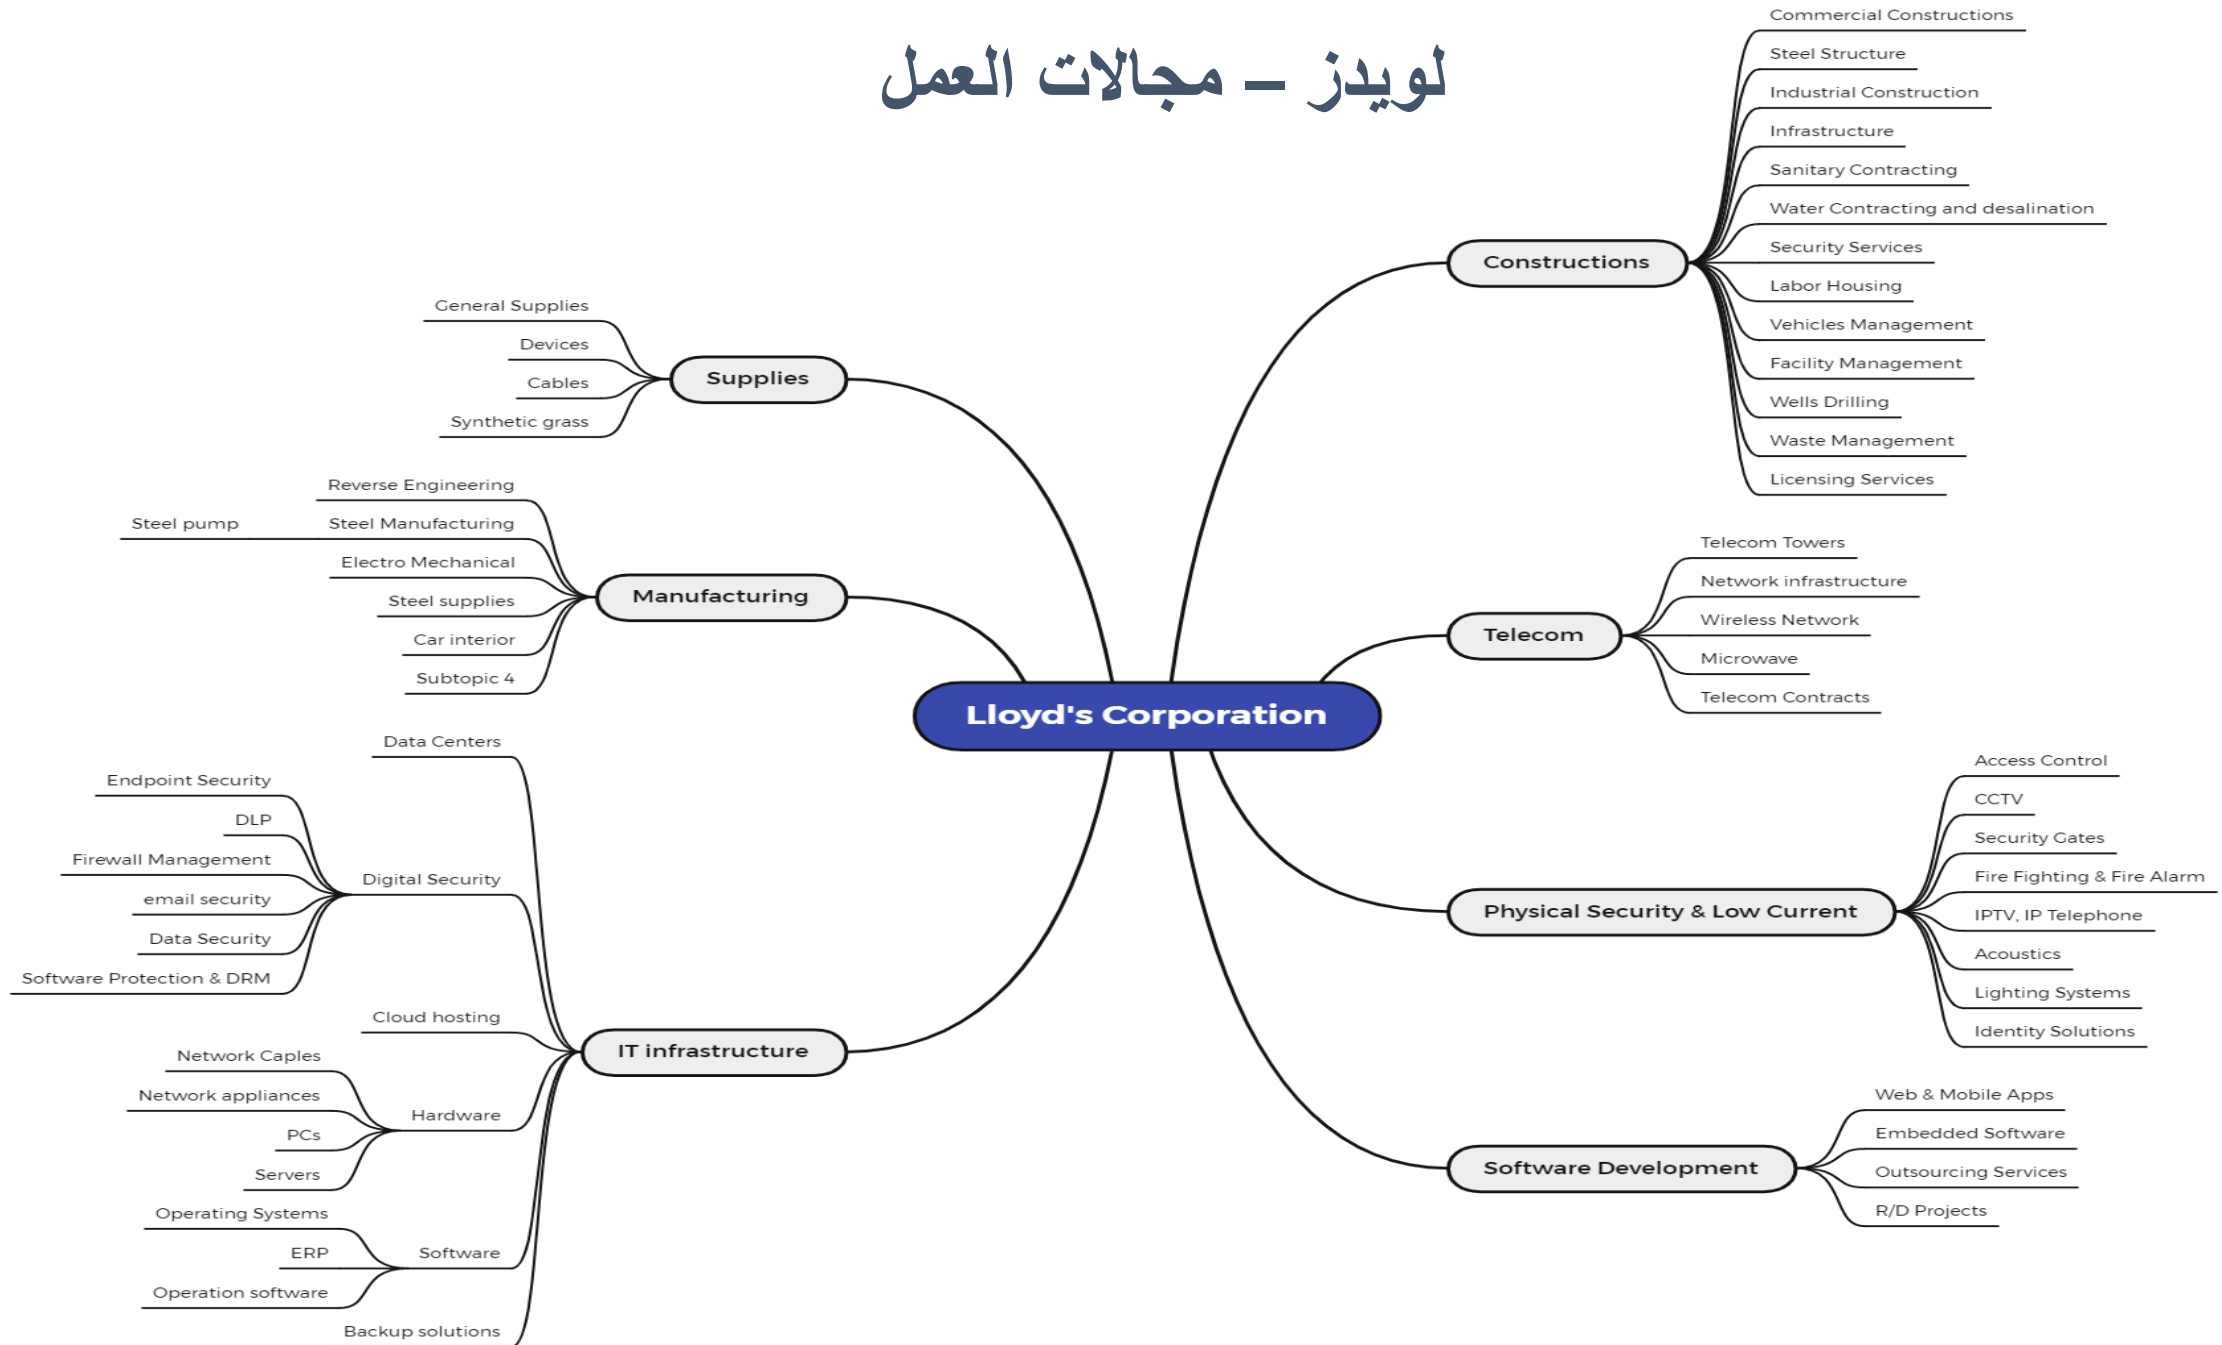 لويدز – مجالات العمل
Lloyd's Corporation
Constructions
Commercial Constructions
Steel Structure
Industrial Construction
Infrastructure
Sanitary Contracting
Water Contracting and desalination
Security Services
Labor Housing
Vehicles Management
Facility Management
Wells Drilling
Waste Management
Licensing Services
Telecom
Telecom Towers
Network infrastructure
Wireless Network
Microwave
Telecom Contracts
Physical Security & Low Current
Access Control
CCTV
Security Gates
Fire Fighting & Fire Alarm
IPTV, IP Telephone
Acoustics
Lighting Systems
Identity Solutions
Software Development
Web & Mobile Apps
Embedded Software
Outsourcing Services
R/D Projects
Supplies
General Supplies
Devices
Cables
Synthetic grass
Manufacturing
Reverse Engineering
Steel Manufacturing
Steel pump
Electro Mechanical
Steel supplies
Car interior
Subtopic 4
IT infrastructure
Data Centers
Digital Security
Endpoint Security
DLP
Firewall Management
email security
Data Security
Software Protection & DRM
Cloud hosting
Hardware
Network Caples
Network appliances
PCs
Servers
Software
Operating Systems
ERP
Operation software
Backup solutions